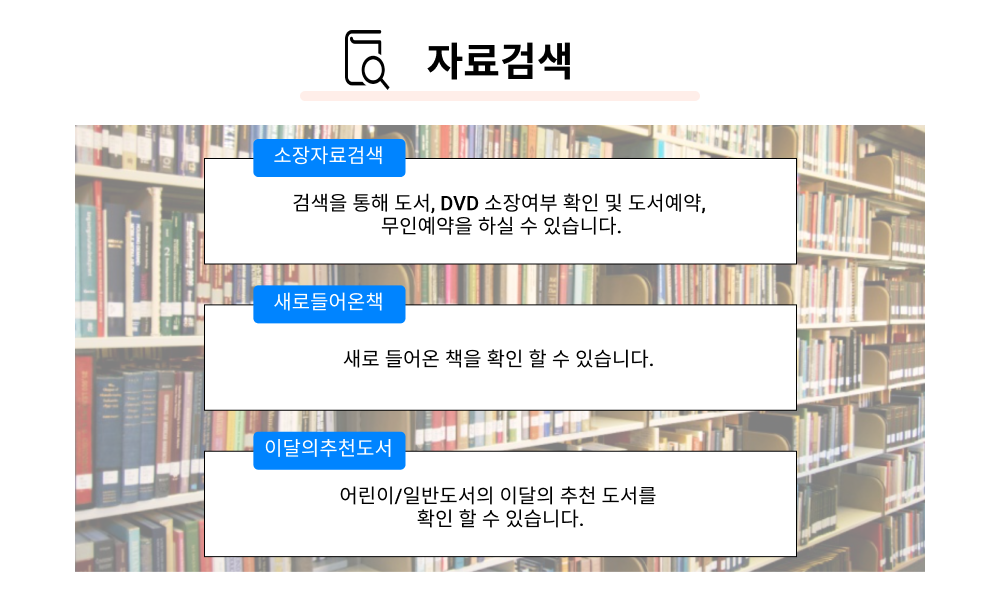 자료검색
소장자료검색
검색을 통해 도서, DVD 소장여부 확인 및 도서예약,
무인예약을 하실 수 있습니다.
새로들어온책
새로 들어온 책을 확인 할 수 있습니다.
이달의추천도서
어린이/일반도서의 이달의 추천 도서를
확인 할 수 있습니다.